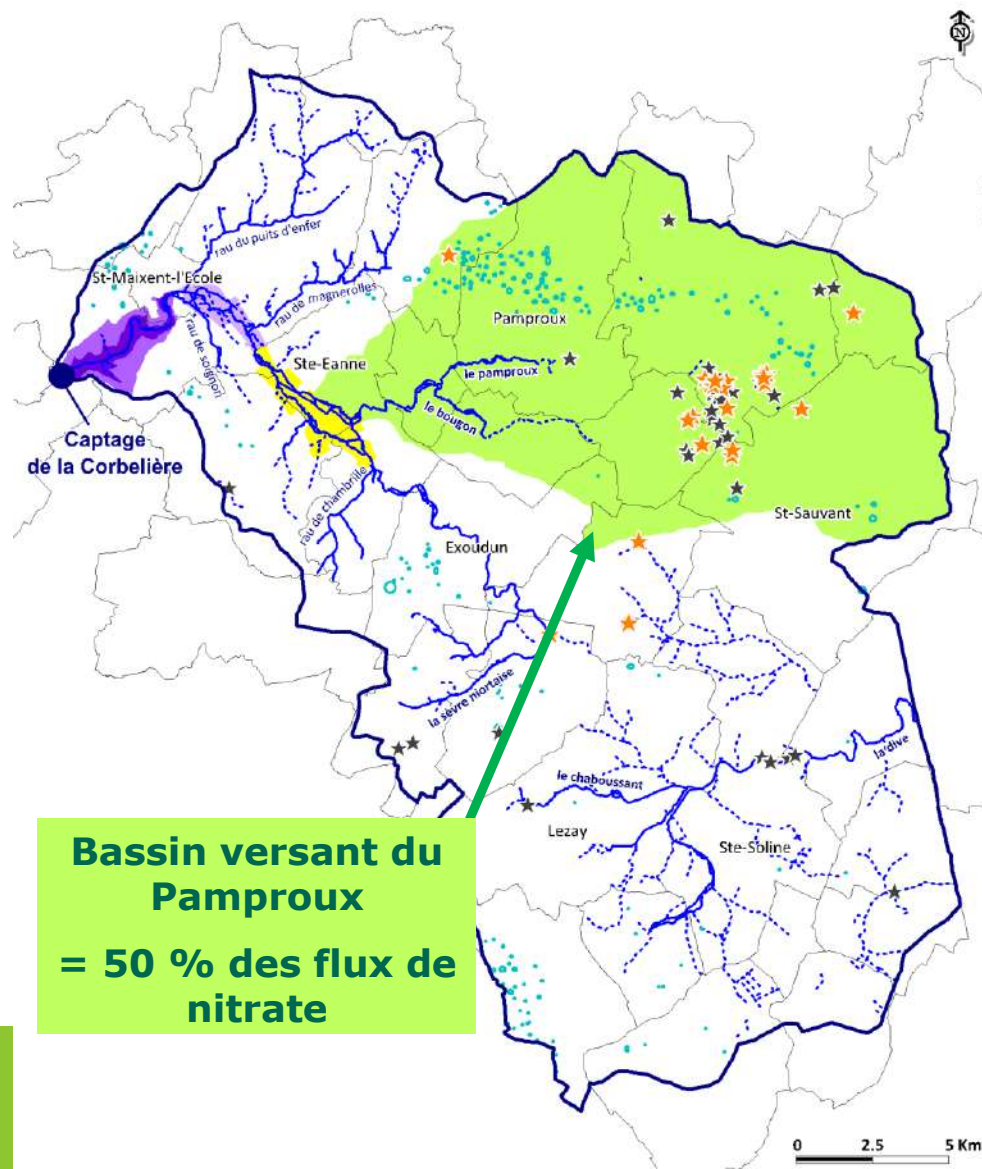 N
rau du puits d'enfer
St-Maixent-l'Ecole
rau de magnerolles
rau de soignon
Pamproux
Ste-Eanne
le pamproux
le bougon
Captage
de la Corbelière
rau de chambrille
St-Sauvant
Exoudun
la sèvre niortaise
la dive
le chaboussant
Lezay
Ste-Soline
Bassin versant du
Pamproux
= 50 % des flux de
nitrate
0 2.5 5 Km